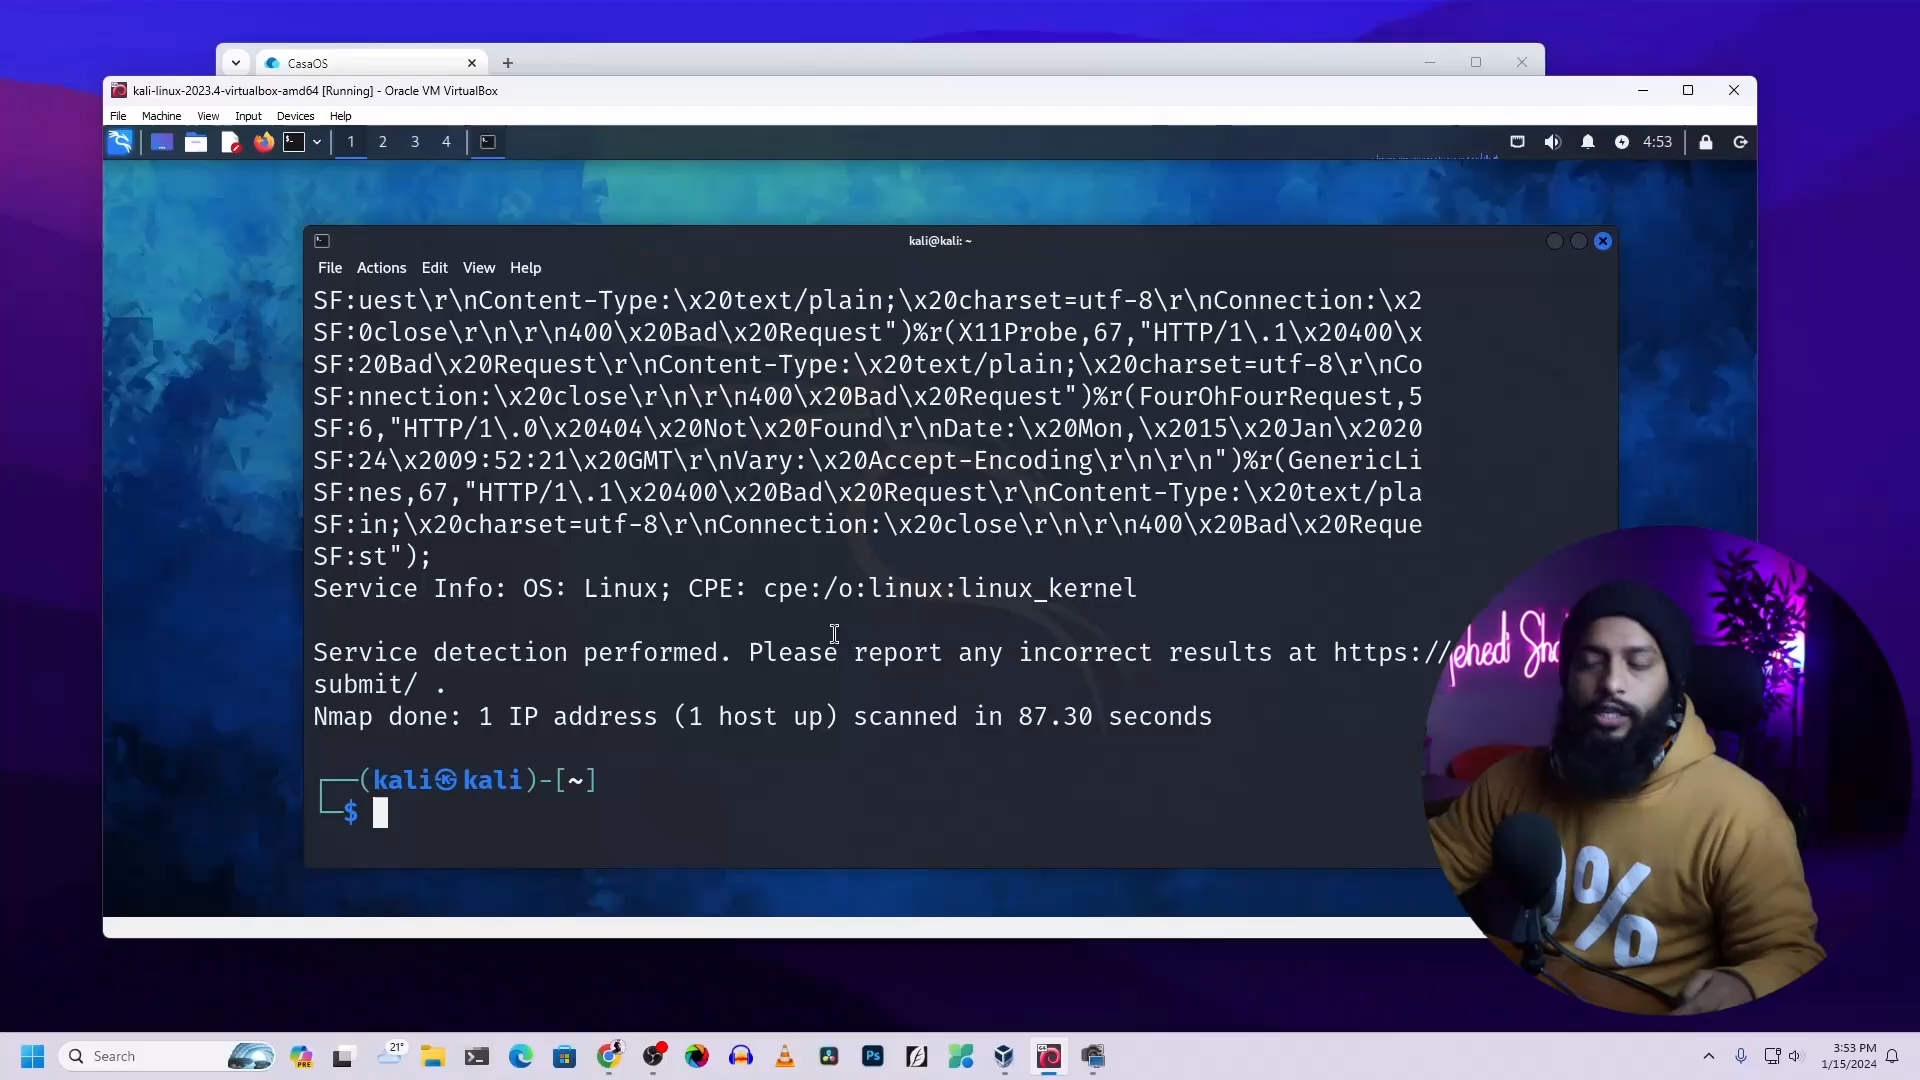 CasaOS
kali-linux-2023.4-virtualbox-amd64 [Running] - Oracle VM VirtualBox
File Machine View Input Devices Help
1 2 3 4 4:53
kali@kali: ~
File Actions Edit View Help
SF:uest\r\nContent-Type:\x20text/plain;\x20charset=utf-8\r\nConnection:\x2
SF:0close\r\n\r\n400\x20Bad\x20Request")%r(X11Probe,67,"HTTP/1\.1\x20400\x
SF:20Bad\x20Request\r\nContent-Type:\x20text/plain;\x20charset=utf-8\r\nCo
SF:nnection:\x20close\r\n\r\n400\x20Bad\x20Request")%r(FourOhFourRequest,5
SF:6,"HTTP/1\.0\x20404\x20Not\x20Found\r\nDate:\x20Mon,\x2015\x20Jan\x2020
SF:24\x2009:52:21\x20GMT\r\nVary:\x20Accept-Encoding\r\n\r\n")%r(GenericLi
SF:nes,67,"HTTP/1\.1\x20400\x20Bad\x20Request\r\nContent-Type:\x20text/pla
SF:in;\x20charset=utf-8\r\nConnection:\x20close\r\n\r\n400\x20Bad\x20Reque
SF:st");
Service Info: OS: Linux; CPE: cpe:/o:linux:linux_kernel
Service detection performed. Please report any incorrect results at https://
submit/ .
Nmap done: 1 IP address (1 host up) scanned in 87.30 seconds
┌──(kali㉿kali)-[~]
└─$
ehedi Sha
%
Search
PRE
21°
Ps
3:53 PM
1/15/2024